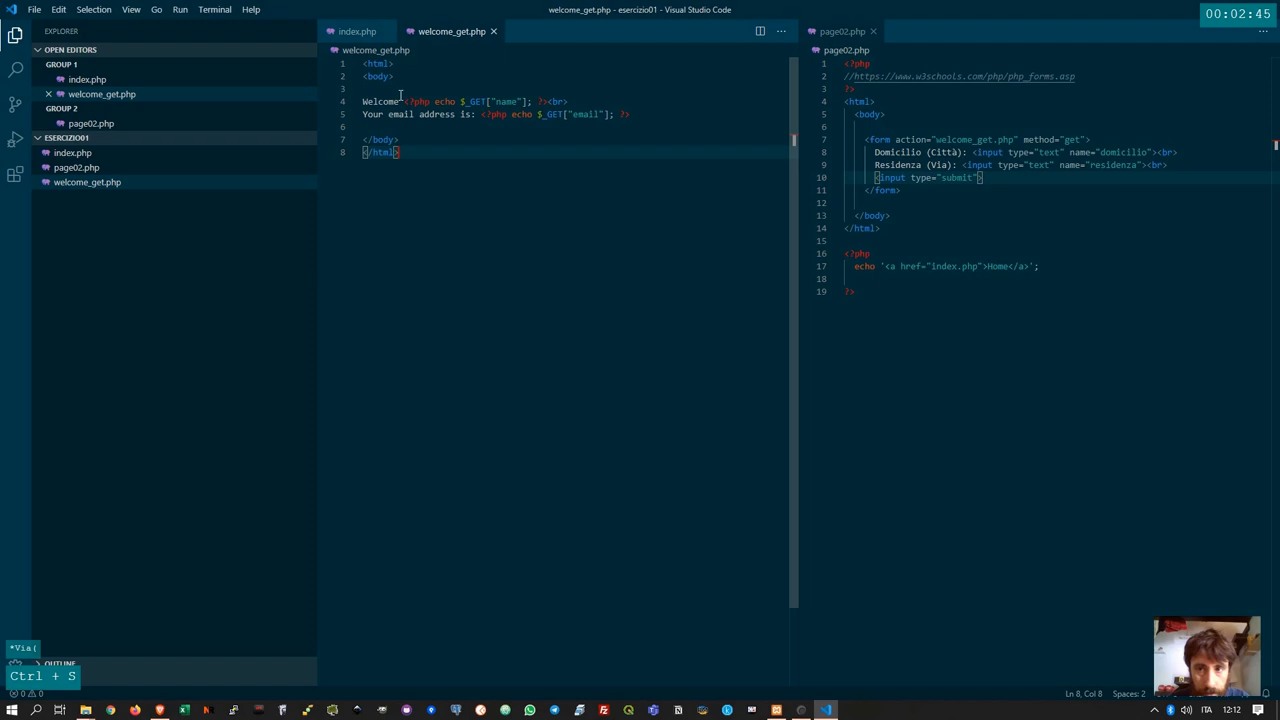 File Edit Selection View Go Run Terminal Help
welcome_get.php - esercizio01 - Visual Studio Code
00:02:45
EXPLORER
OPEN EDITORS
GROUP 1
index.php
welcome_get.php
GROUP 2
page02.php
ESERCIZIO01
index.php
page02.php
welcome_get.php
OUTLINE
index.php
welcome_get.php
welcome_get.php
1 <html>
2 <body>
3
4 Welcome <?php echo $_GET["name"]; ?><br>
5 Your email address is: <?php echo $_GET["email"]; ?>
6
7 </body>
8 </html>
page02.php
page02.php
1 <?php
2 //https://www.w3schools.com/php/php_forms.asp
3 ?>
4 <html>
5 <body>
6
7 <form action="welcome_get.php" method="get">
8 Domicilio (Città): <input type="text" name="domicilio"><br>
9 Residenza (Via): <input type="text" name="residenza"><br>
10 <input type="submit">
11 </form>
12
13 </body>
14 </html>
15
16 <?php
17 echo '<a href="index.php">Home</a>';
18
19 ?>
*Via(
Ctrl + S
0 0
Ln 8, Col 8 Spaces: 2
ITA 12:12